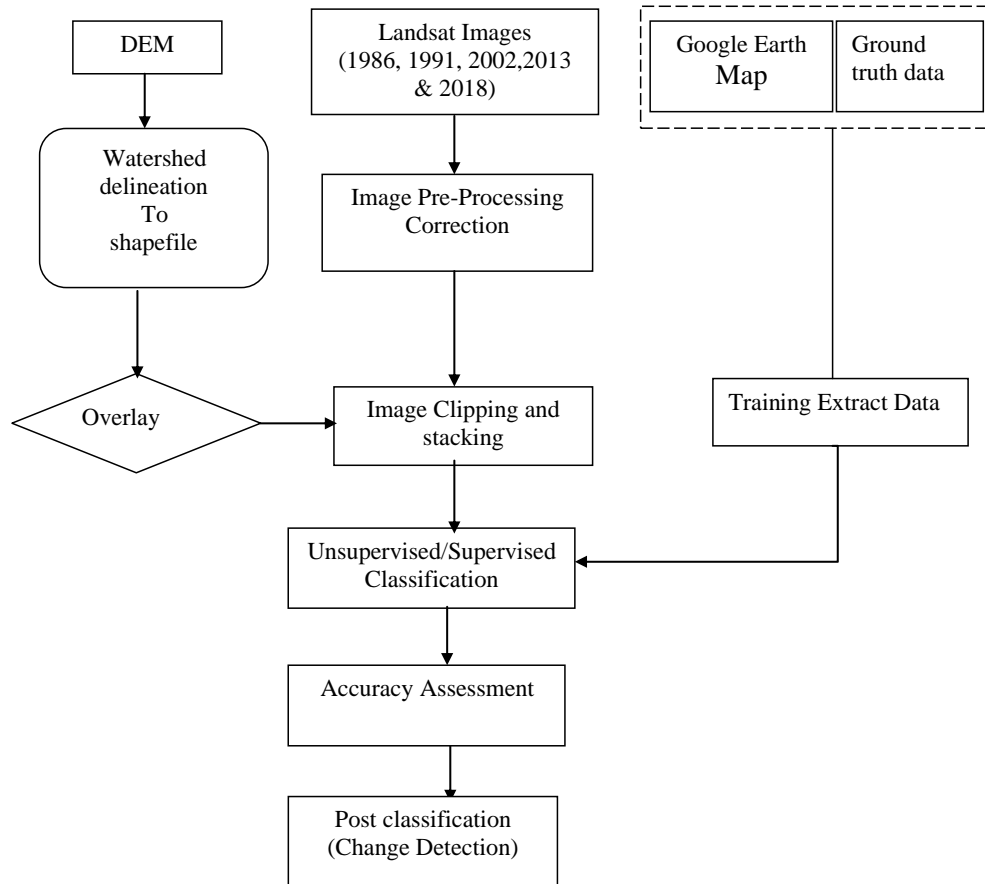 DEM
Landsat Images
(1986, 1991, 2002,2013
& 2018)
Google Earth
Map
Ground
truth data
Watershed
delineation
To
shapefile
Image Pre-Processing
Correction
Overlay
Image Clipping and
stacking
Training Extract Data
Unsupervised/Supervised
Classification
Accuracy Assessment
Post classification
(Change Detection)